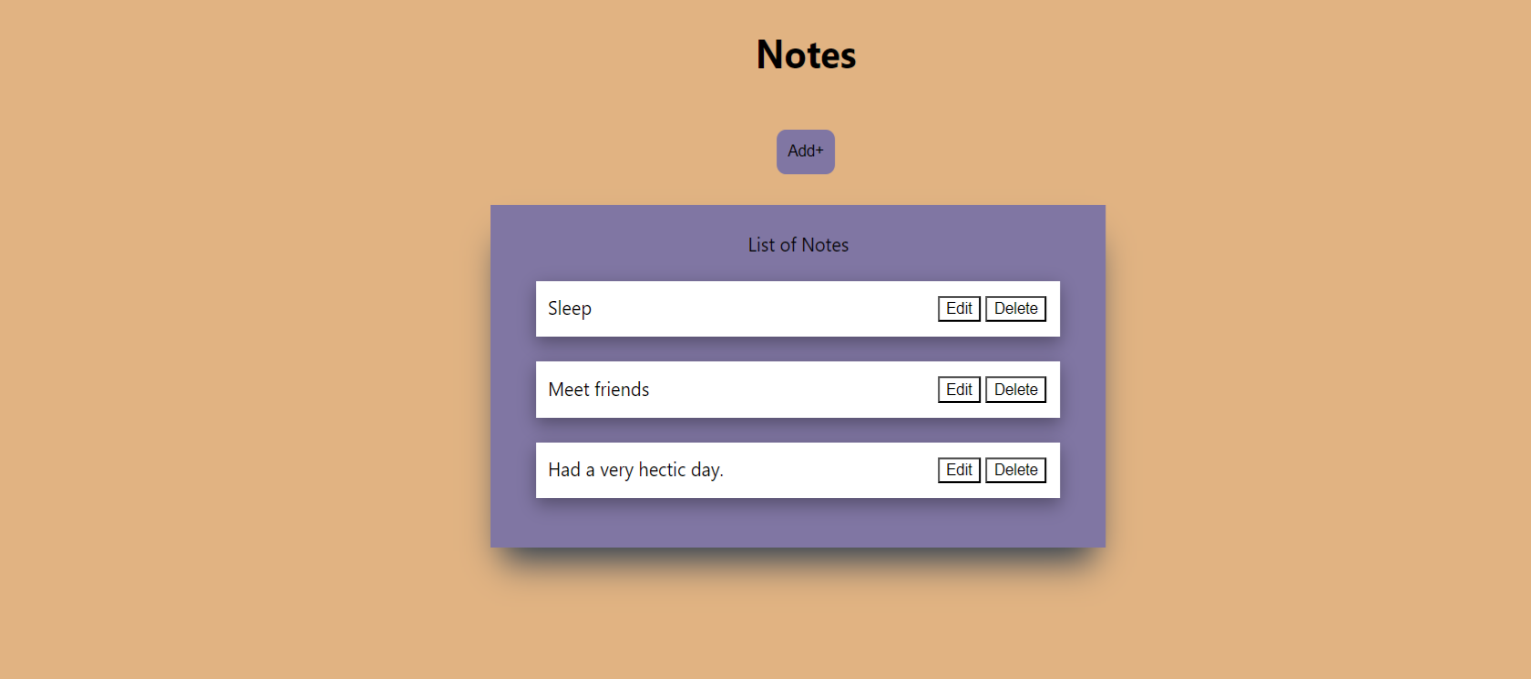 Notes
Add+
List of Notes
Sleep Edit Delete
Meet friends Edit Delete
Had a very hectic day. Edit Delete